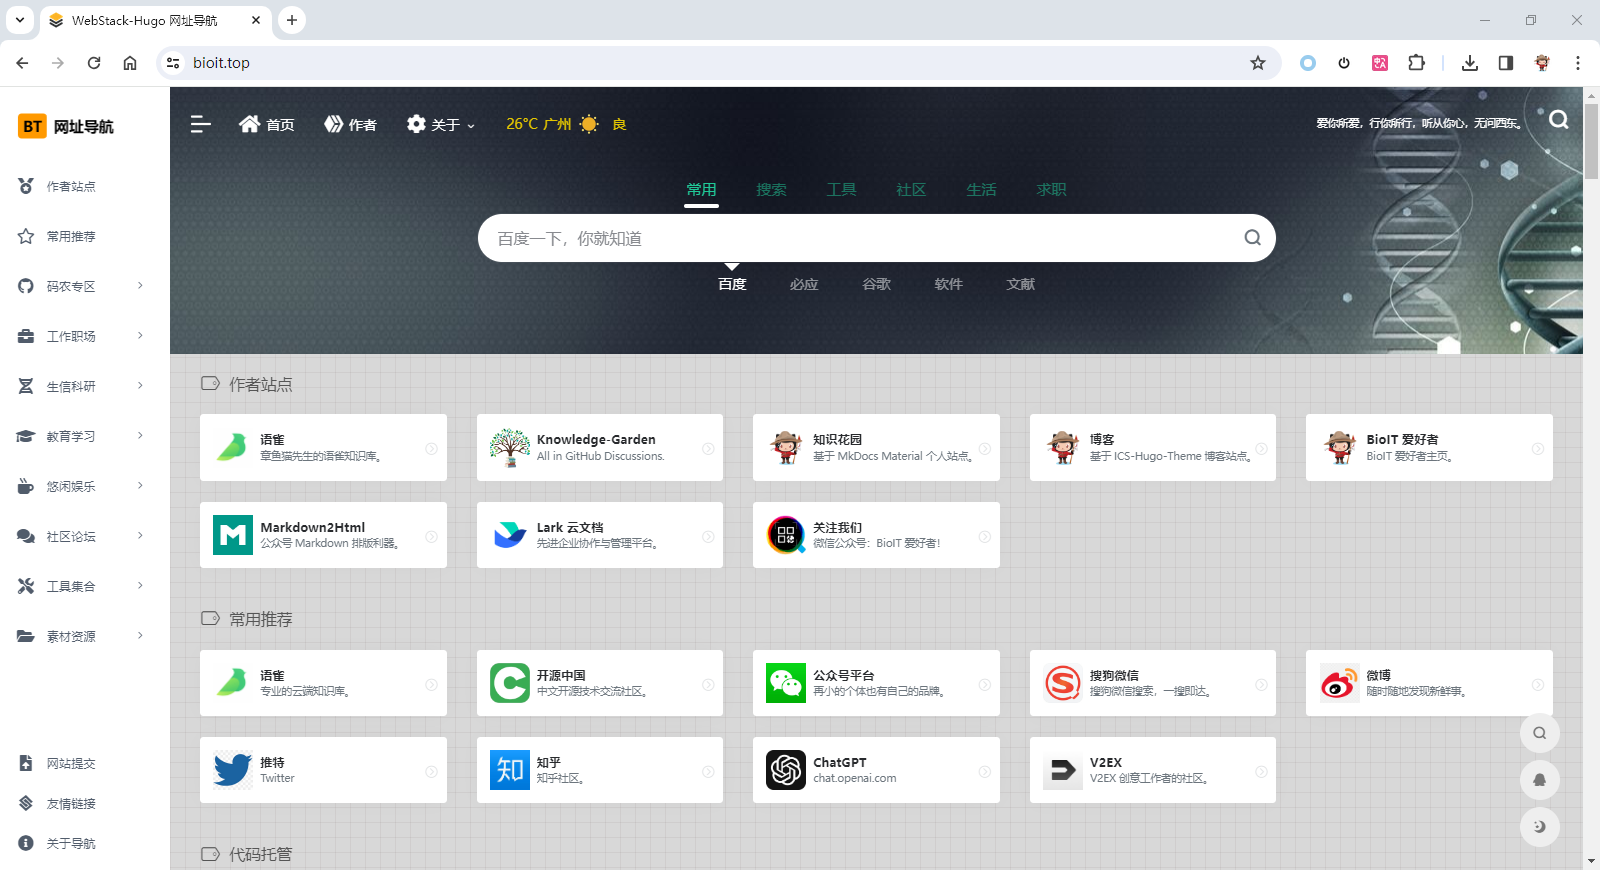 WebStack-Hugo 网址导航
bioit.top
BT 网址导航
首页
作者
关于
26°C 广州 良
爱你所爱，行你所行，听从你心，无问西东。
作者站点
常用推荐
码农专区
工作职场
生信科研
教育学习
悠闲娱乐
社区论坛
工具集合
素材资源
网站提交
友情链接
关于导航
常用 搜索 工具 社区 生活 求职
百度一下，你就知道
百度 必应 谷歌 软件 文献
作者站点
语雀
章鱼猫先生的语雀知识库。
Knowledge-Garden
All in GitHub Discussions.
知识花园
基于 MkDocs Material 个人站点。
博客
基于 ICS-Hugo-Theme 博客站点。
BioIT 爱好者
BioIT 爱好者主页。
Markdown2Html
公众号 Markdown 排版利器。
Lark 云文档
先进企业协作与管理平台。
关注我们
微信公众号：BioIT 爱好者！
常用推荐
语雀
专业的云端知识库。
开源中国
中文开源技术交流社区。
公众号平台
再小的个体也有自己的品牌。
搜狗微信
搜狗微信搜索，一搜即达。
微博
随时随地发现新鲜事。
推特
Twitter
知
知乎
知乎社区。
ChatGPT
chat.openai.com
V2EX
V2EX 创意工作者的社区。
代码托管